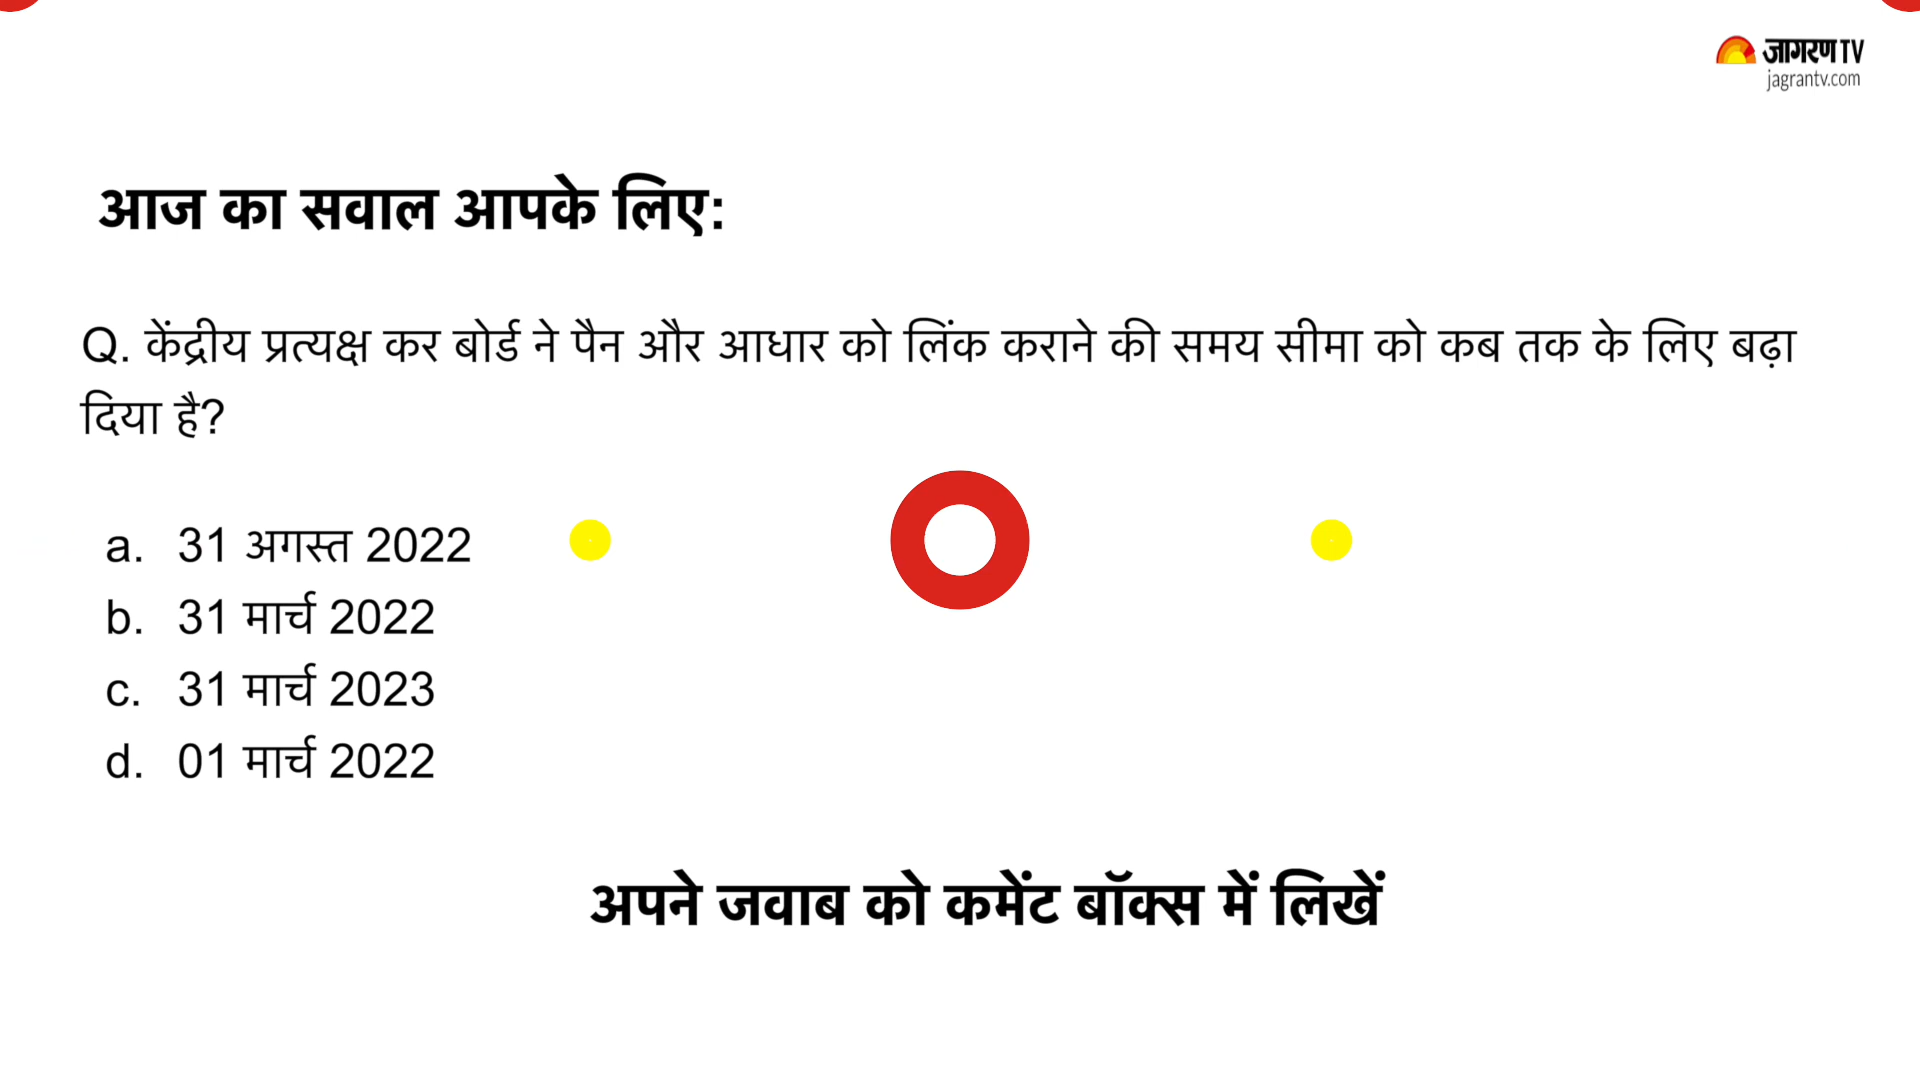 जागरण TV
jagrantv.com
आज का सवाल आपके लिए:
Q. केंद्रीय प्रत्यक्ष कर बोर्ड ने पैन और आधार को लिंक कराने की समय सीमा को कब तक के लिए बढ़ा
दिया है?
a. 31 अगस्त 2022
b. 31 मार्च 2022
c. 31 मार्च 2023
d. 01 मार्च 2022
अपने जवाब को कमेंट बॉक्स में लिखें